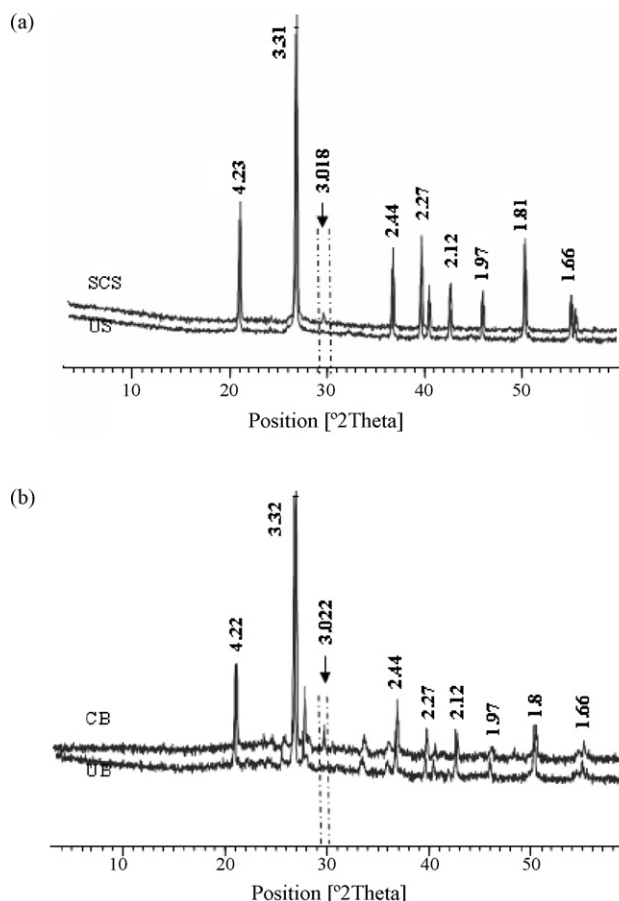 (a)
3.31
4.23
3.018
2.44
2.27
2.12
1.97
1.81
1.66
SCS
US
10 20 30 40 50
Position [°2Theta]
(b)
3.32
4.22
3.022
2.44
2.27
2.12
1.97
1.8
1.66
CB
UB
10 20 30 40 50
Position [°2Theta]